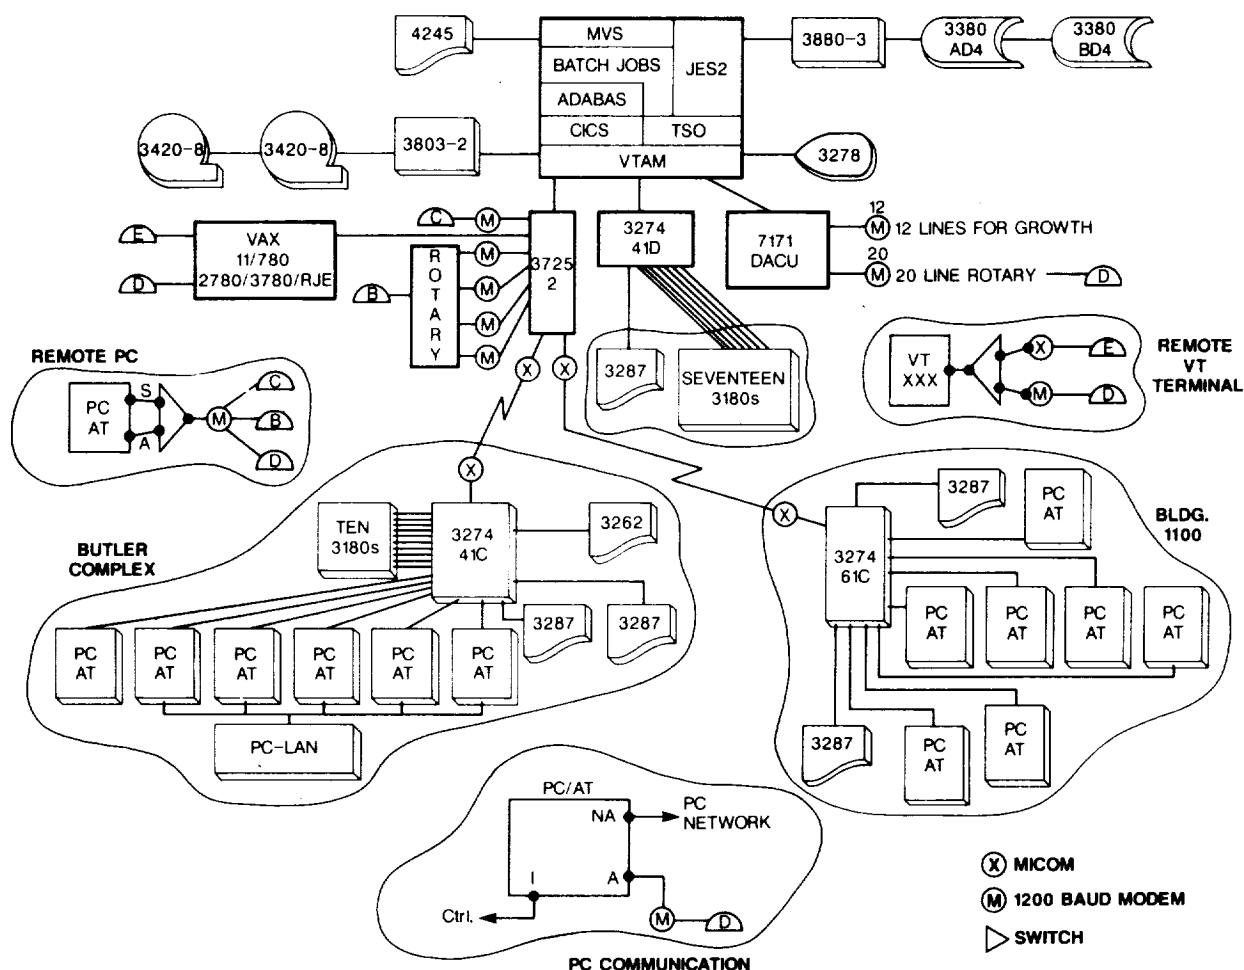 4245
MVS
BATCH JOBS
ADABAS
CICS
JES2
TSO
VTAM
3880-3
3380
AD4
3380
BD4
3420-8
3420-8
3803-2
3278
E
D
VAX
11/780
2780/3780/RJE
C
M
B
ROTARY
M
M
M
M
3725
2
3274
41D
7171
DACU
12
M
12 LINES FOR GROWTH
20
M
20 LINE ROTARY
D
X
X
3287
SEVENTEEN
3180s
REMOTE PC
PC
AT
S
A
M
C
B
D
VT
XXX
X
E
M
D
REMOTE
VT
TERMINAL
BUTLER
COMPLEX
X
TEN
3180s
3274
41C
3262
3287
3287
PC
AT
PC
AT
PC
AT
PC
AT
PC
AT
PC
AT
PC-LAN
BLDG.
1100
X
3274
61C
3287
PC
AT
PC
AT
PC
AT
PC
AT
PC
AT
3287
PC
AT
PC
AT
PC/AT
NA
PC
NETWORK
I
A
Ctrl.
M
D
PC COMMUNICATION
X MICOM
M 1200 BAUD MODEM
SWITCH